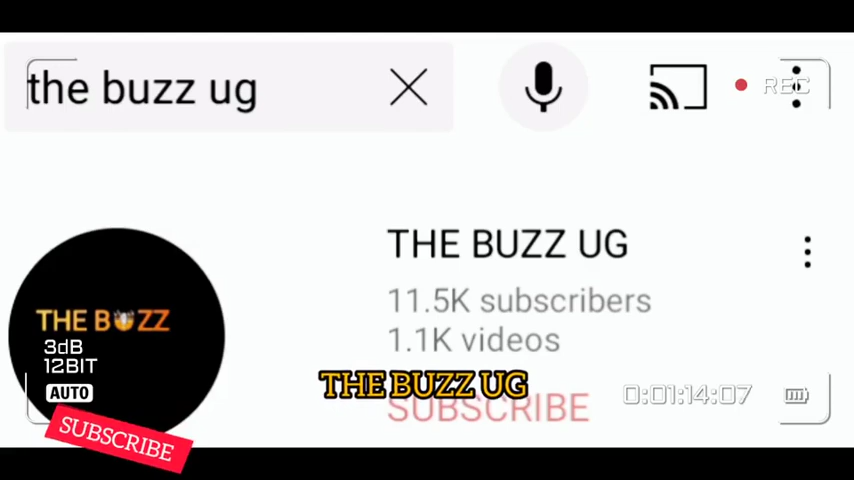 the buzz ug
REC
THE BUZZ UG
11.5K subscribers
1.1K videos
SUBSCRIBE
THE BUZZ
3dB
12BIT
AUTO
THE BUZZ UG
0:01:14:07
SUBSCRIBE